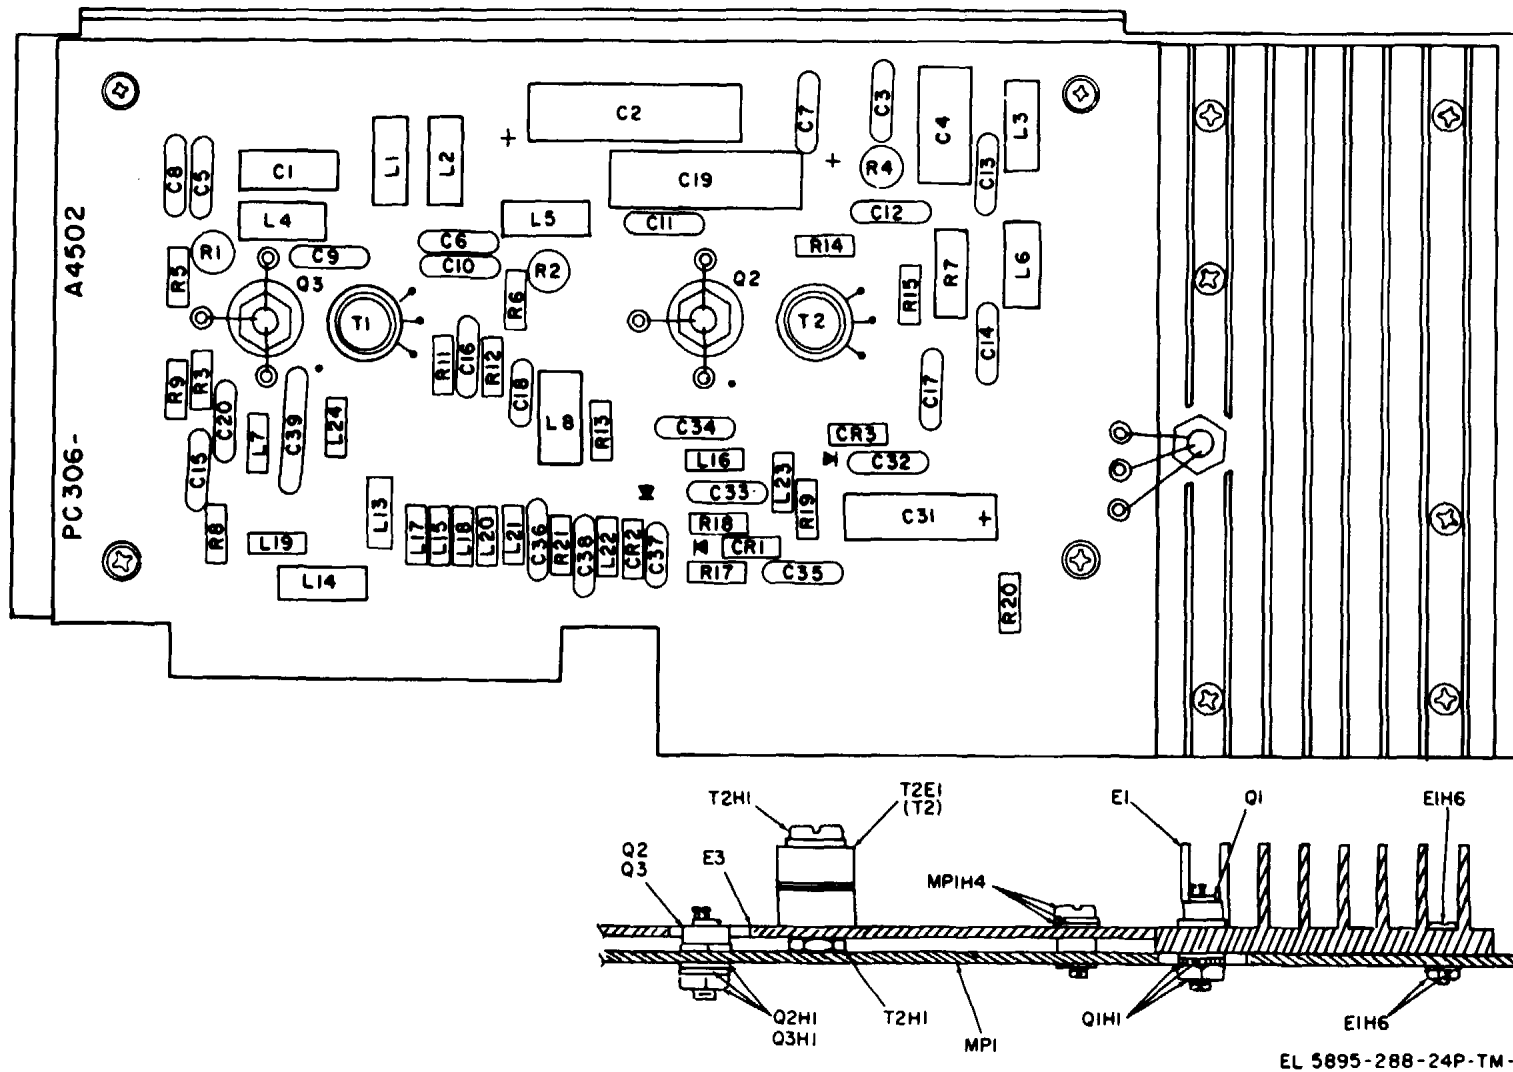 C2
C7
C3
C4
L3
C8
C5
C1
L1
L2
+
C19
+
R4
C13
L4
L5
C11
C12
A4502
R1
C9
C6
C10
R2
R14
R5
Q3
R6
Q2
R15
R7
L6
T1
T2
C14
R9
R3
R11
C16
R12
C18
C17
C20
L7
C39
L24
L8
R13
C34
CR3
C15
L16
L23
C32
PC306-
C33
R19
R8
L13
L17
L15
L18
L20
L21
C36
R21
C38
L22
CR2
C37
R18
C31 +
L19
CR1
L14
R17
C35
R20
T2H1
T2E1
(T2)
E1
Q1
E1H6
Q2
Q3
E3
MP1H4
Q2H1
Q3H1
T2H1
MP1
Q1H1
E1H6
EL 5895-288-24P-TM-